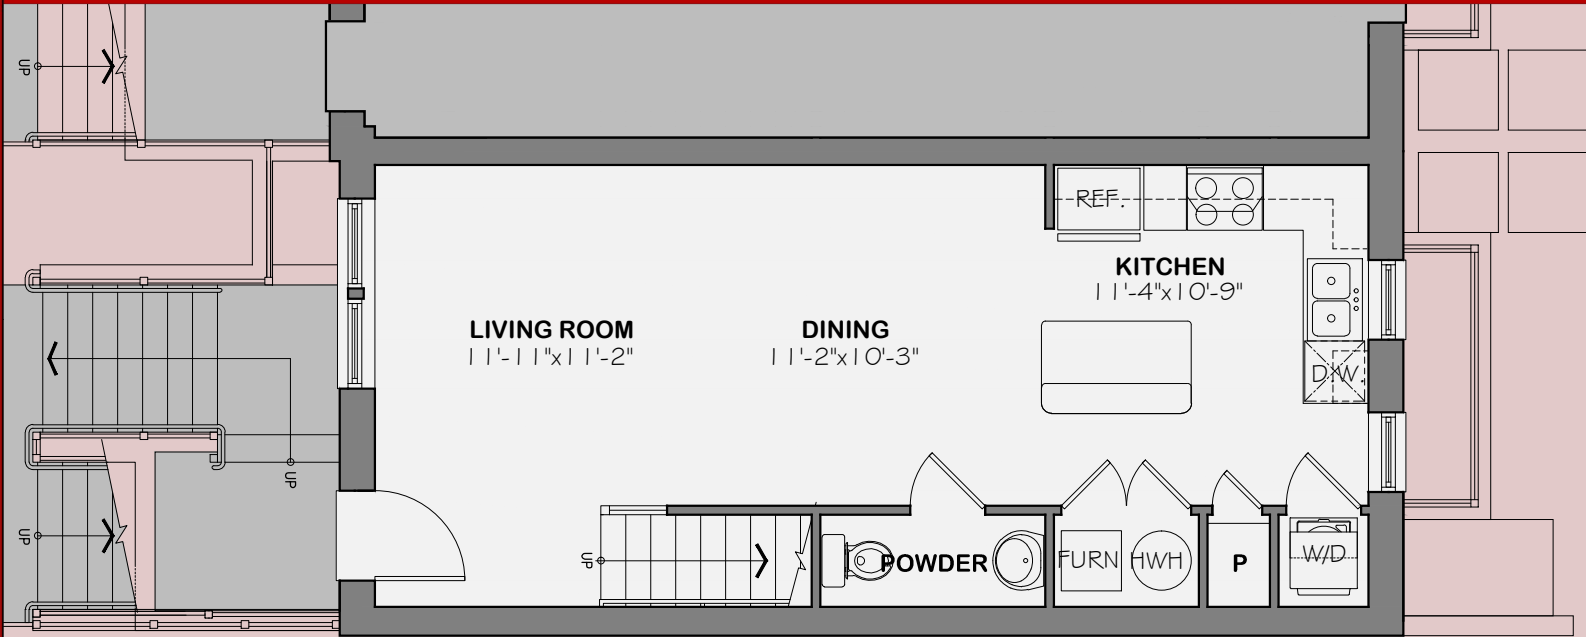 UP
REF.
KITCHEN
11'-4"x10'-9"
LIVING ROOM
11'-11"x11'-2"
DINING
11'-2"x10'-3"
D.W.
UP
UP
UP
POWDER
FURN
HWH
P
W/D